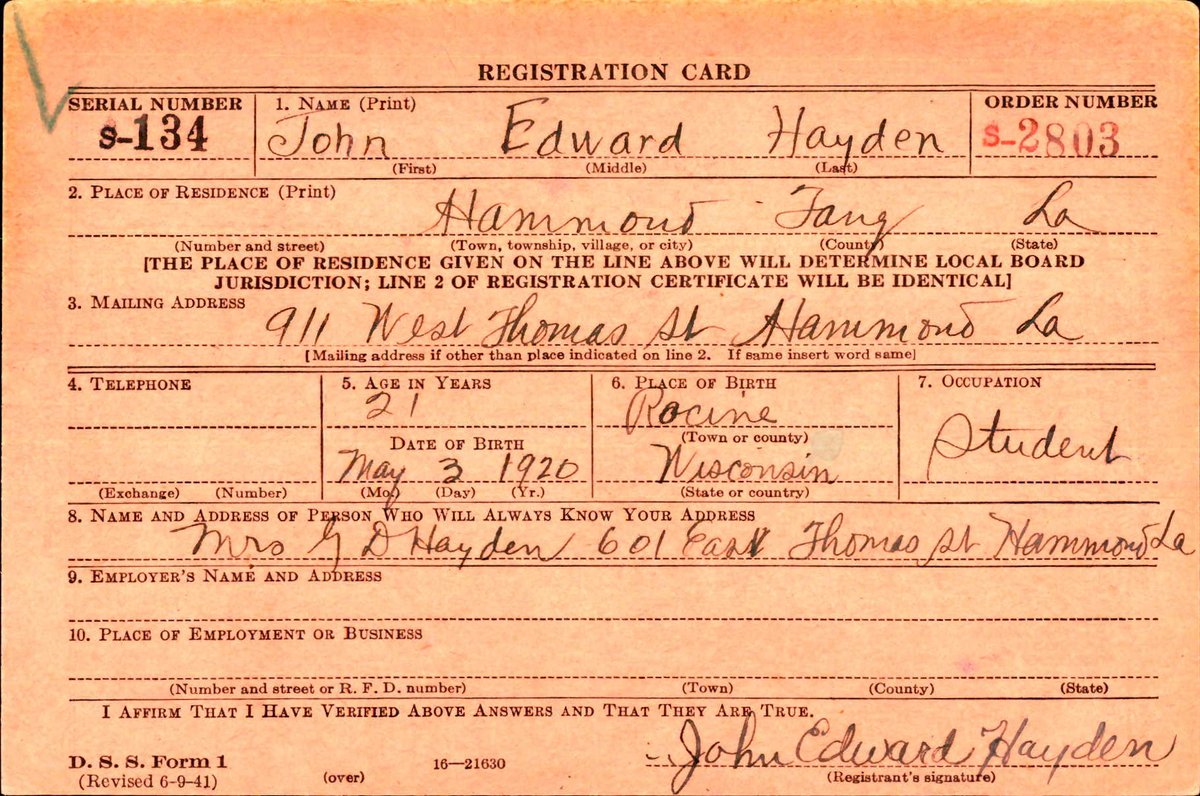 REGISTRATION CARD
SERIAL NUMBER 1. NAME (Print) ORDER NUMBER
S-134 John Edward Hayden S-2803
(First) (Middle) (Last)
2. PLACE OF RESIDENCE (Print)
Hammond Tang La
(Number and street) (Town, township, village, or city) (County) (State)
[THE PLACE OF RESIDENCE GIVEN ON THE LINE ABOVE WILL DETERMINE LOCAL BOARD
JURISDICTION; LINE 2 OF REGISTRATION CERTIFICATE WILL BE IDENTICAL]
3. MAILING ADDRESS
911 West Thomas St Hammond La
[Mailing address if other than place indicated on line 2. If same insert word same]
4. TELEPHONE 5. AGE IN YEARS 6. PLACE OF BIRTH 7. OCCUPATION
21 Racine
DATE OF BIRTH (Town or county) Student
May 3 1920 Wisconsin
(Exchange) (Number) (Mo.) (Day) (Yr.) (State or country)
8. NAME AND ADDRESS OF PERSON WHO WILL ALWAYS KNOW YOUR ADDRESS
Mrs G D Hayden 601 East Thomas St Hammond La
9. EMPLOYER'S NAME AND ADDRESS
10. PLACE OF EMPLOYMENT OR BUSINESS
(Number and street or R. F. D. number) (Town) (County) (State)
I AFFIRM THAT I HAVE VERIFIED ABOVE ANSWERS AND THAT THEY ARE TRUE.
John Edward Hayden
D. S. S. Form 1 16—21630
(Revised 6-9-41) (over) (Registrant's signature)